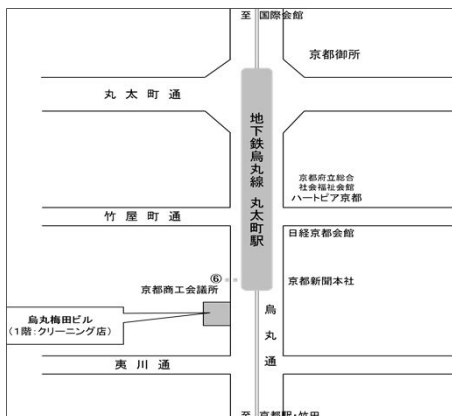 至 国際会館
京都御所
丸太町通
地下鉄烏丸線 丸太町駅
京都府立総合
社会福祉会館
ハートピア京都
竹屋町通
日経京都会館
⑥
京都新聞本社
京都商工会議所
烏丸梅田ビル
(1階:クリーニング店)
烏丸通
夷川通
至 京都駅・竹田